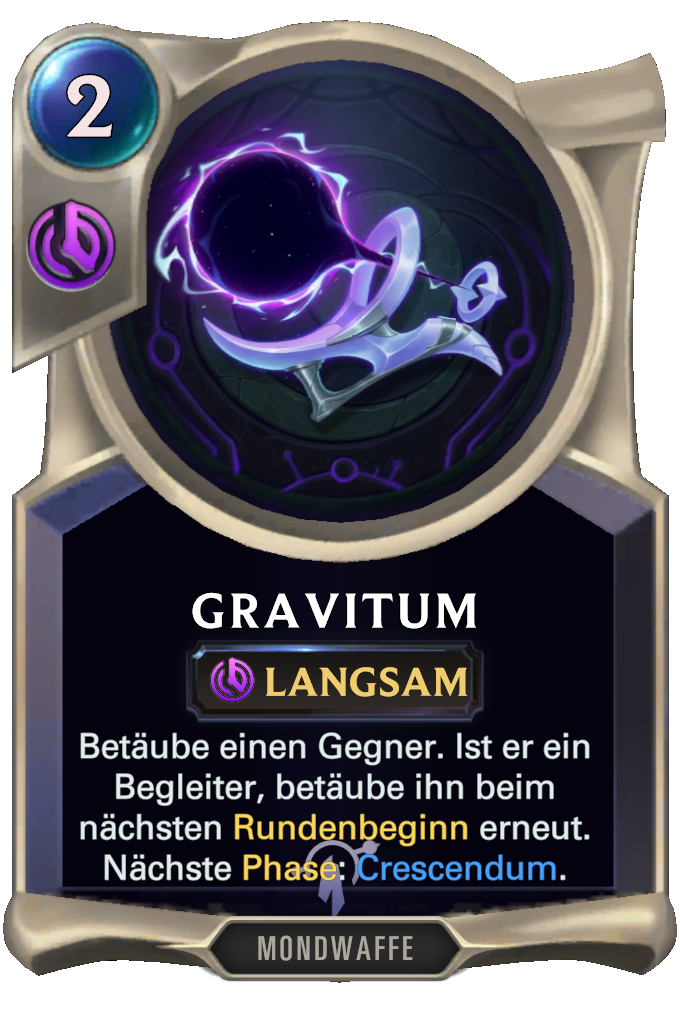 2
GRAVITUM
LANGSAM
Betäube einen Gegner. Ist er ein
Begleiter, betäube ihn beim
nächsten Rundenbeginn erneut.
Nächste Phase: Crescendum.
MONDWAFFE